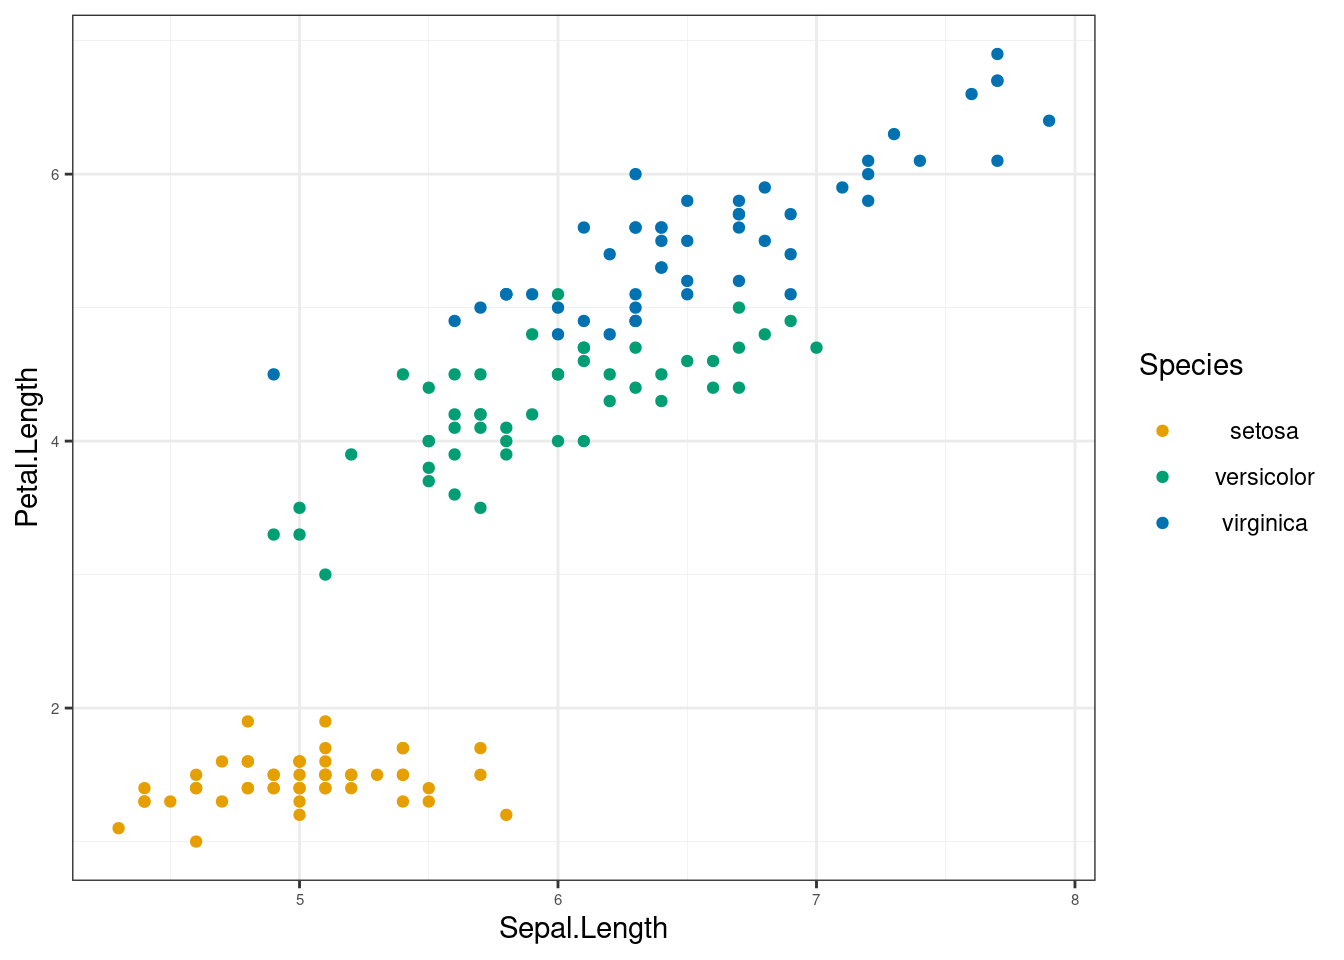 6
4
2
Petal.Length
5 6 7 8
Sepal.Length
Species
setosa
versicolor
virginica